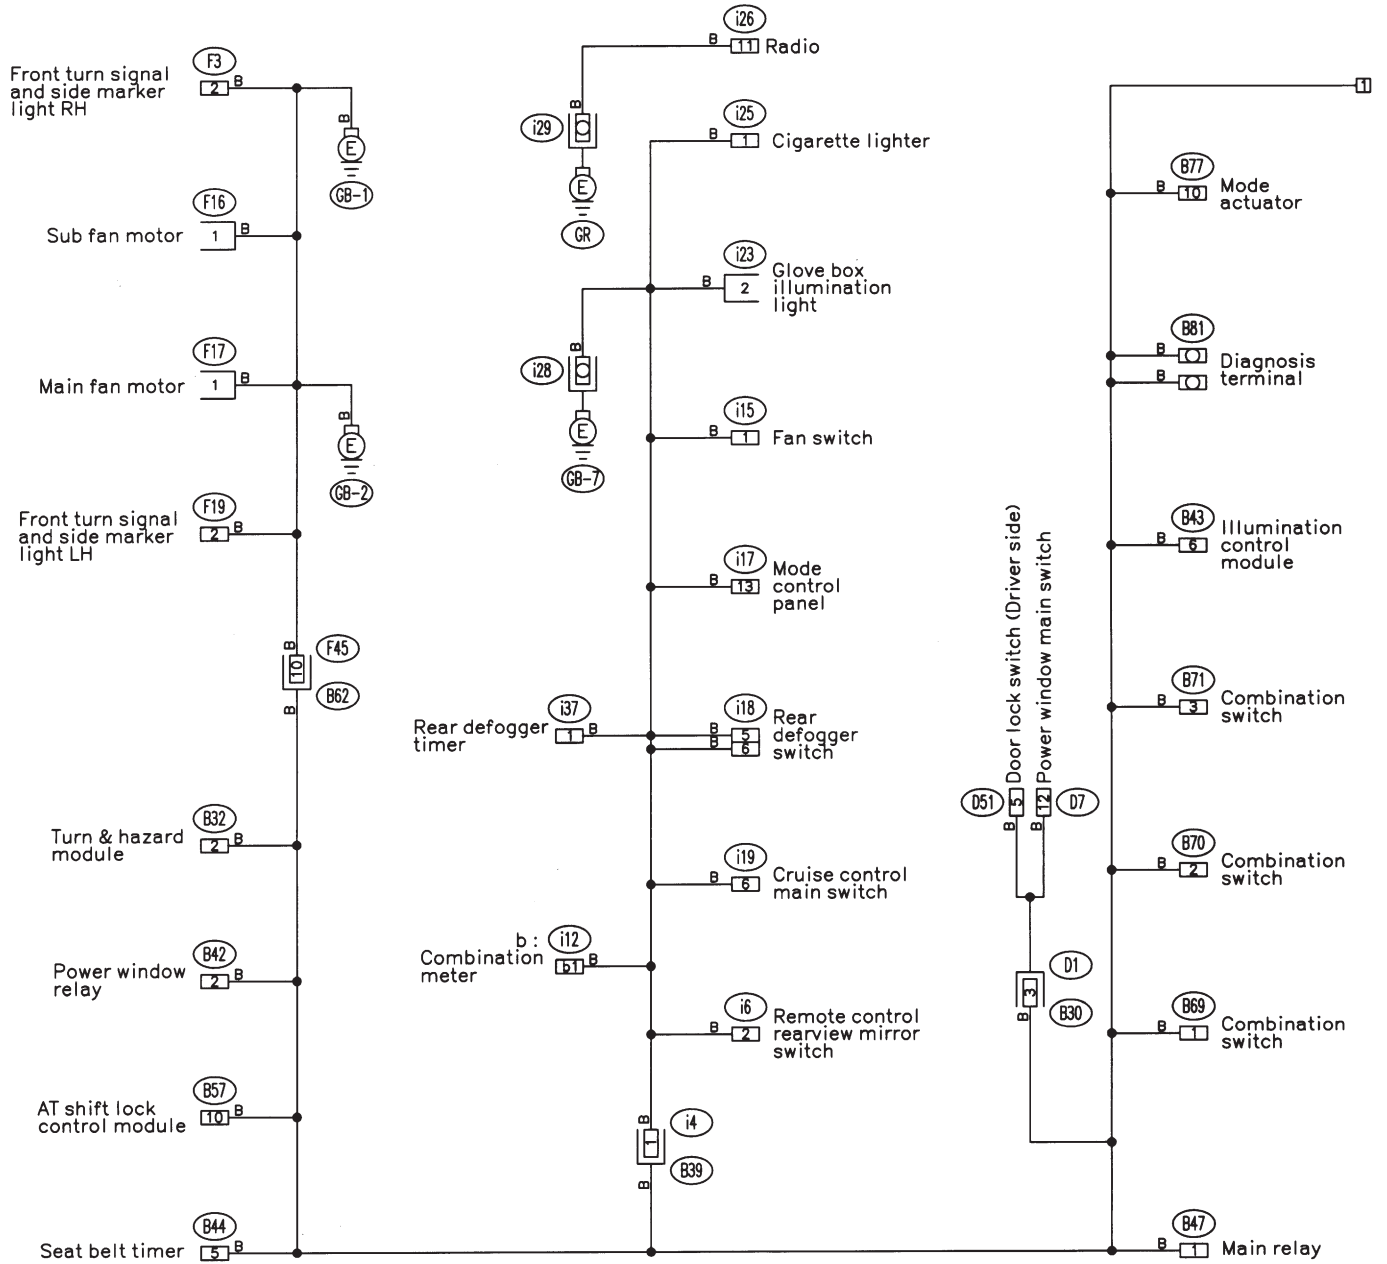 F3
B
2
Front turn signal
and side marker
light RH
B
E
GB-1
F16
B
1
Sub fan motor
F17
B
1
Main fan motor
B
E
GB-2
F19
B
2
Front turn signal
and side marker
light LH
B
10
F45
B62
B
B32
B
2
Turn & hazard
module
B42
B
2
Power window
relay
B57
B
10
AT shift lock
control module
B44
B
5
Seat belt timer
i26
B
11
Radio
B
i29
E
GR
i25
B
1
Cigarette lighter
i23
B
2
Glove box
illumination
light
B
i28
E
GB-7
i15
B
1
Fan switch
i17
B
13
Mode
control
panel
i37
B
1
Rear defogger
timer
i18
B
5
B
6
Rear
defogger
switch
i19
B
6
Cruise control
main switch
b :
i12
B
b1
Combination
meter
i6
B
2
Remote control
rearview mirror
switch
B
1
i4
B39
B
1
B77
B
10
Mode
actuator
B81
B
B
Diagnosis
terminal
B43
B
6
Illumination
control
module
B71
B
3
Combination
switch
Door lock switch (Driver side)
Power window main switch
D51
5
12
D7
B
B
B70
B
2
Combination
switch
D1
3
B30
B
B69
B
1
Combination
switch
B47
B
1
Main relay